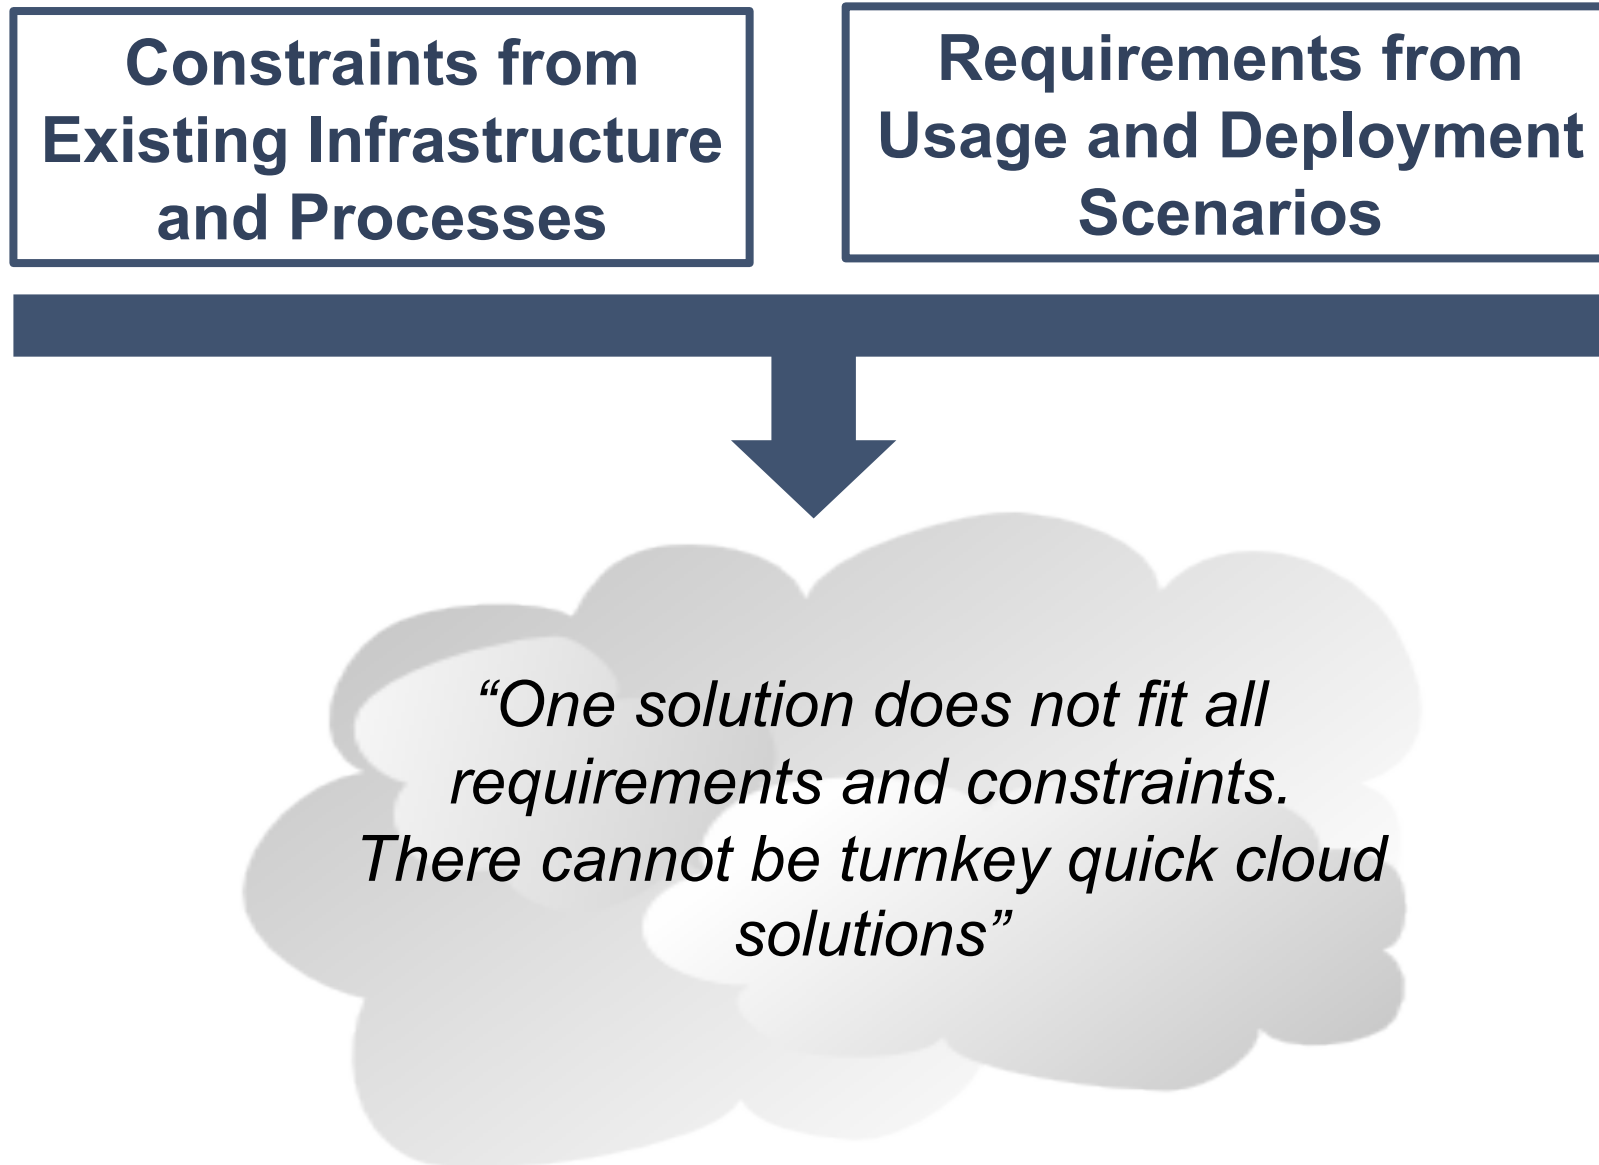 Constraints from
Existing Infrastructure
and Processes
Requirements from
Usage and Deployment
Scenarios
“One solution does not fit all
requirements and constraints.
There cannot be turnkey quick cloud
solutions”